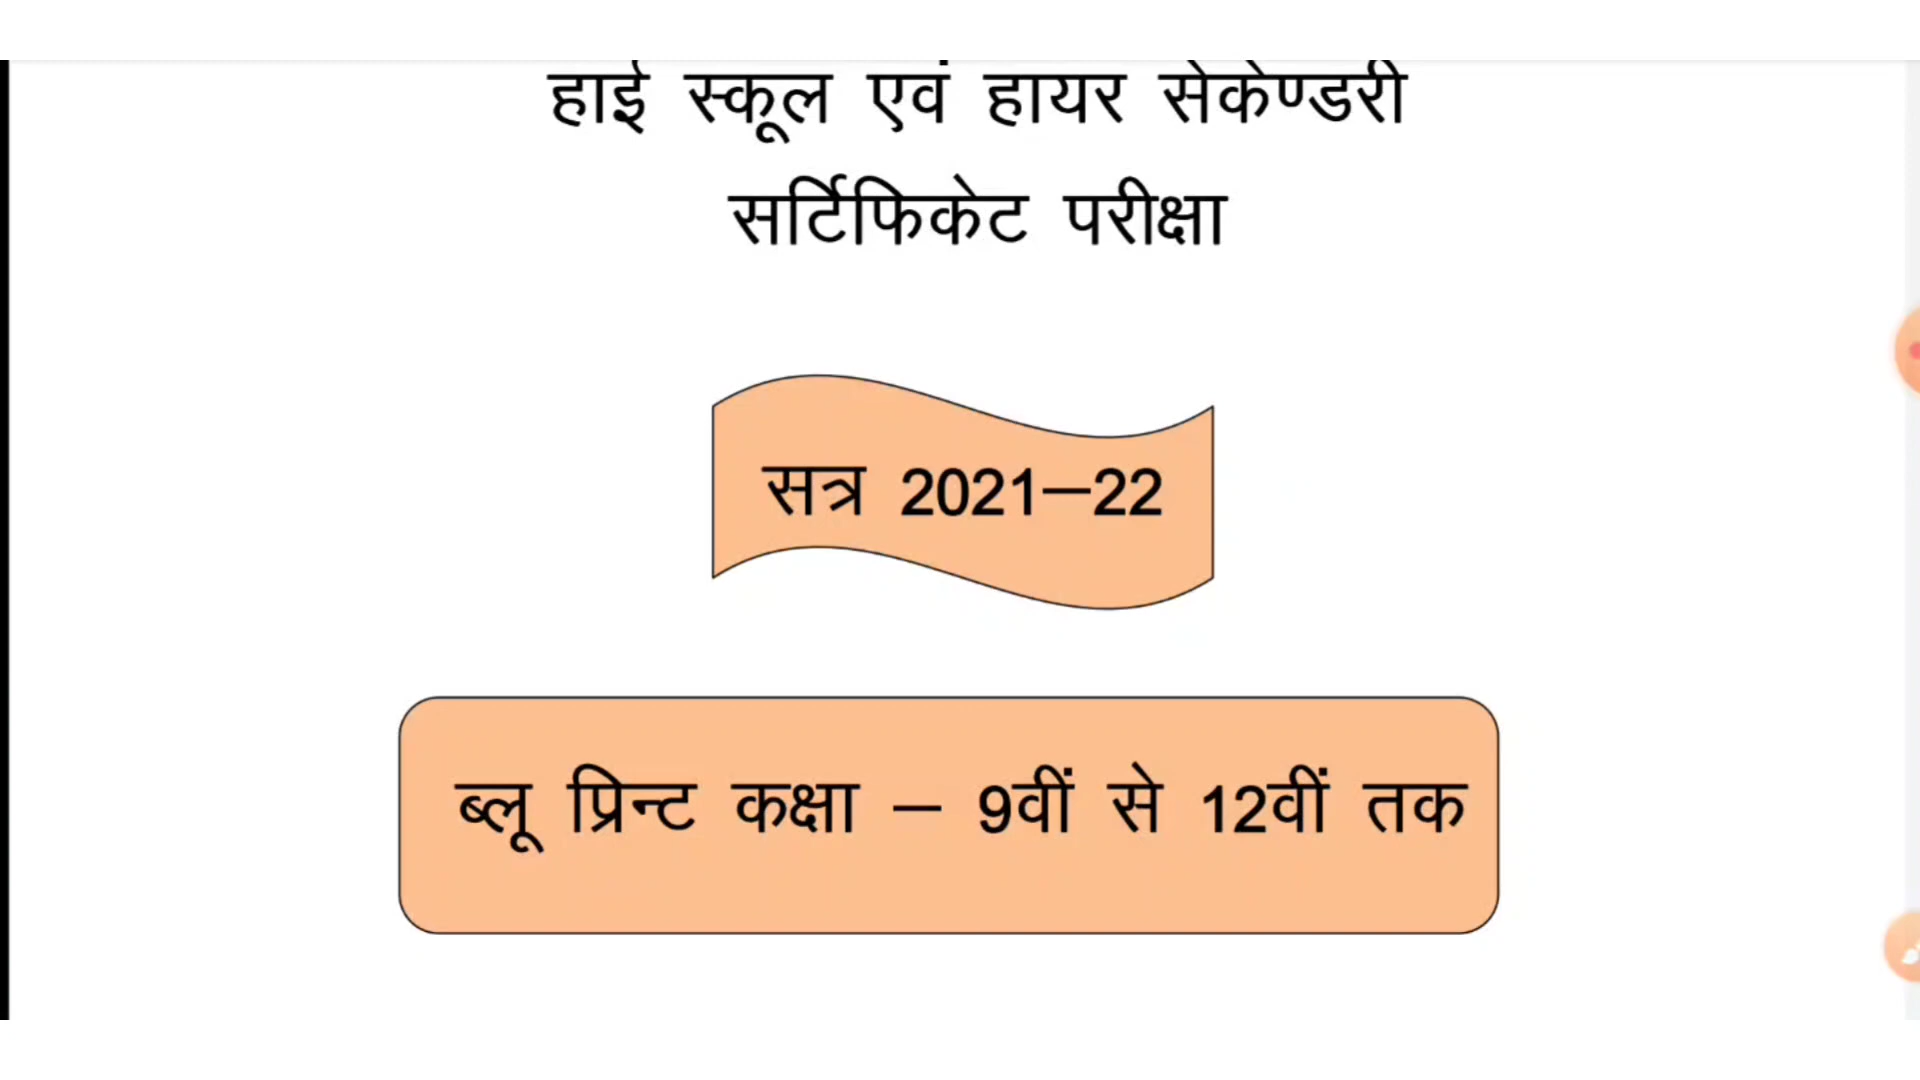 हाई स्कूल एवं हायर सेकेण्डरी
सर्टिफिकेट परीक्षा
सत्र 2021–22
ब्लू प्रिन्ट कक्षा – 9वीं से 12वीं तक